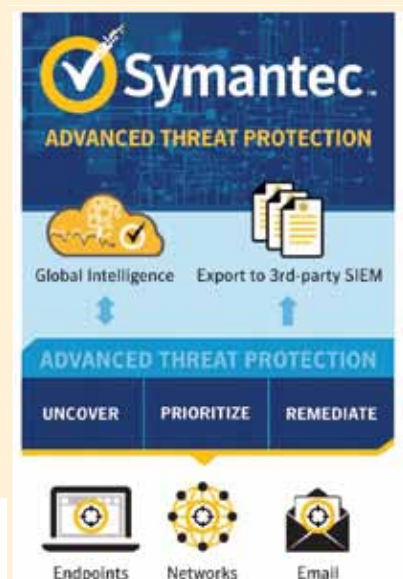 Symantec™
ADVANCED THREAT PROTECTION
Global Intelligence
Export to 3rd-party SIEM
ADVANCED THREAT PROTECTION
UNCOVER
PRIORITIZE
REMEDIATE
Endpoints
Networks
Email